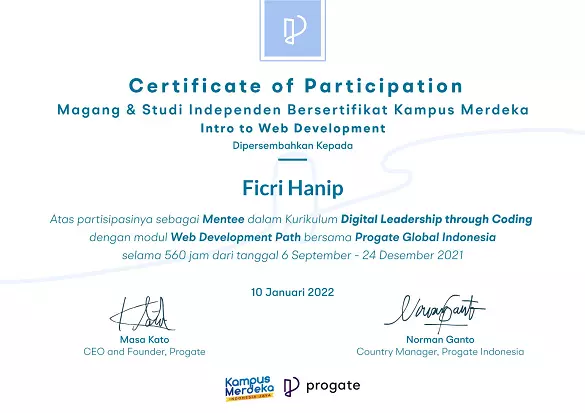 Certificate of Participation
Magang & Studi Independen Bersertifikat Kampus Merdeka
Intro to Web Development
Dipersembahkan Kepada
Ficri Hanip
Atas partisipasinya sebagai Mentee dalam Kurikulum Digital Leadership through Coding
dengan modul Web Development Path bersama Progate Global Indonesia
selama 560 jam dari tanggal 6 September - 24 Desember 2021
10 Januari 2022
Masa Kato
CEO and Founder, Progate
Norman Ganto
Country Manager, Progate Indonesia
Kampus
Merdeka
INDONESIA JAYA
progate